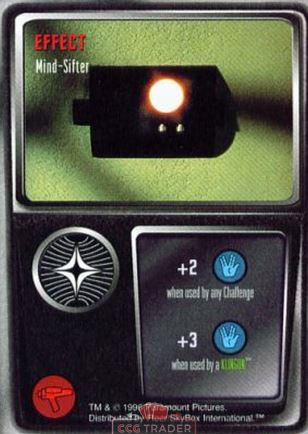 EFFECT
Mind-Sifter
+2
when used by any Challenge
+3
when used by a KLINGON™
TM & © 1996 Paramount Pictures.
Distributed by Fleer SkyBox International.™
CCG TRADER